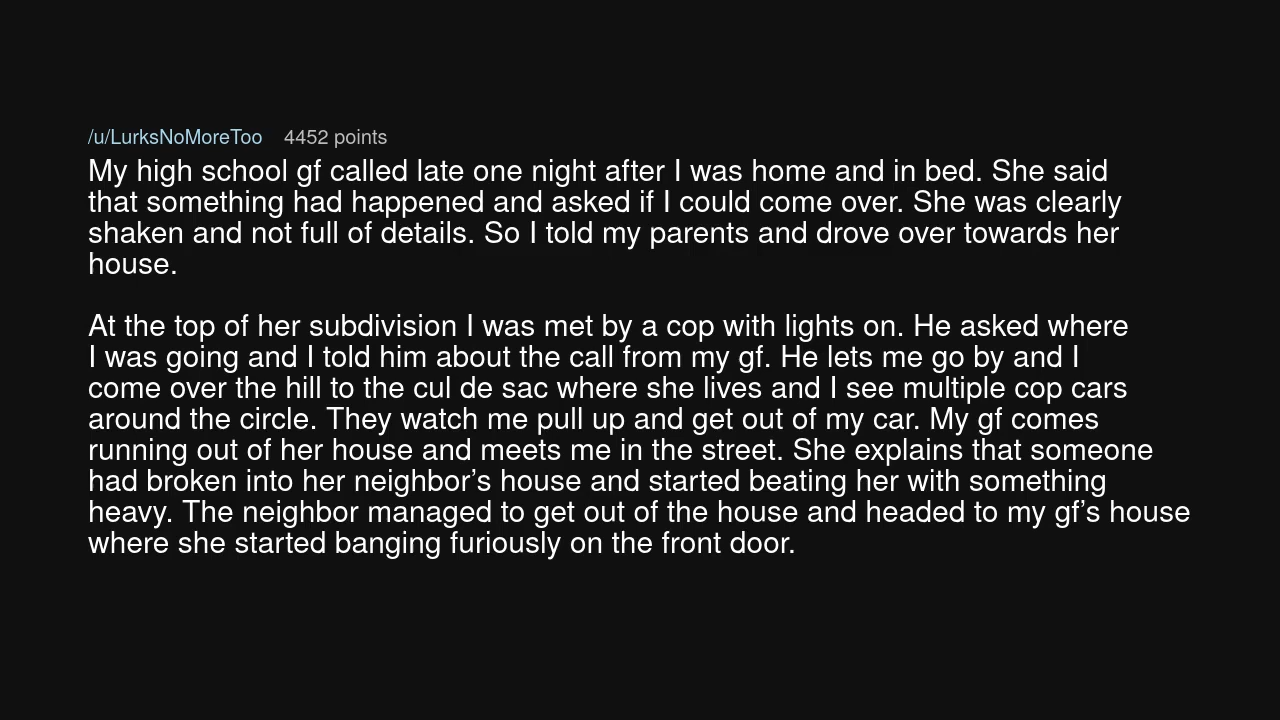 /u/LurksNoMoreToo 4452 points
My high school gf called late one night after I was home and in bed. She said
that something had happened and asked if I could come over. She was clearly
shaken and not full of details. So I told my parents and drove over towards her
house.
At the top of her subdivision I was met by a cop with lights on. He asked where
I was going and I told him about the call from my gf. He lets me go by and I
come over the hill to the cul de sac where she lives and I see multiple cop cars
around the circle. They watch me pull up and get out of my car. My gf comes
running out of her house and meets me in the street. She explains that someone
had broken into her neighbor’s house and started beating her with something
heavy. The neighbor managed to get out of the house and headed to my gf’s house
where she started banging furiously on the front door.